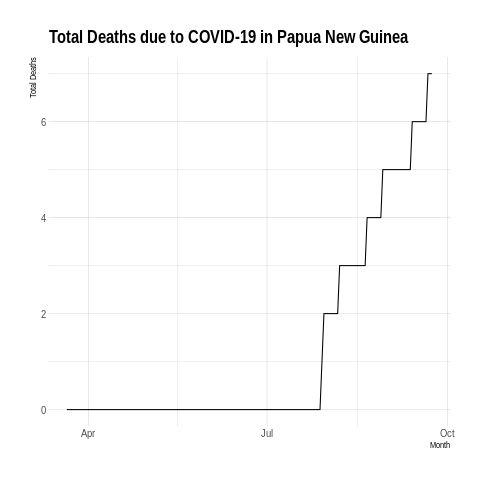 Total Deaths due to COVID-19 in Papua New Guinea
Total Deaths
6
4
2
0
Apr Jul Oct
Month